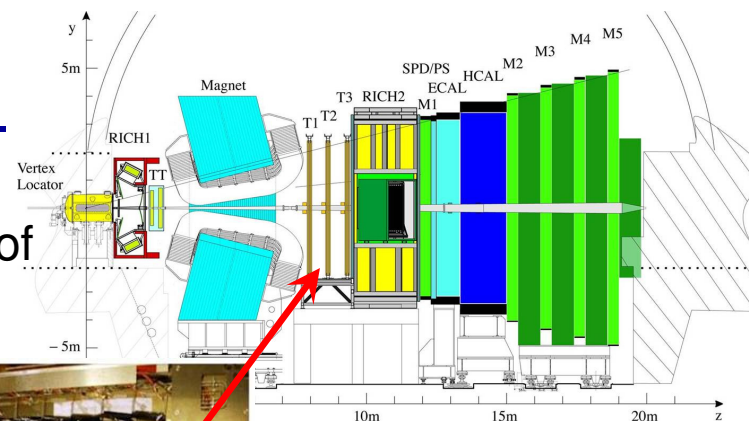 y
5m
Magnet
SPD/PS
ECAL
HCAL
M2
M3
M4
M5
RICH1
TT
T1
T2
T3
RICH2
M1
Vertex
Locator
of
− 5m
10m
15m
20m
z